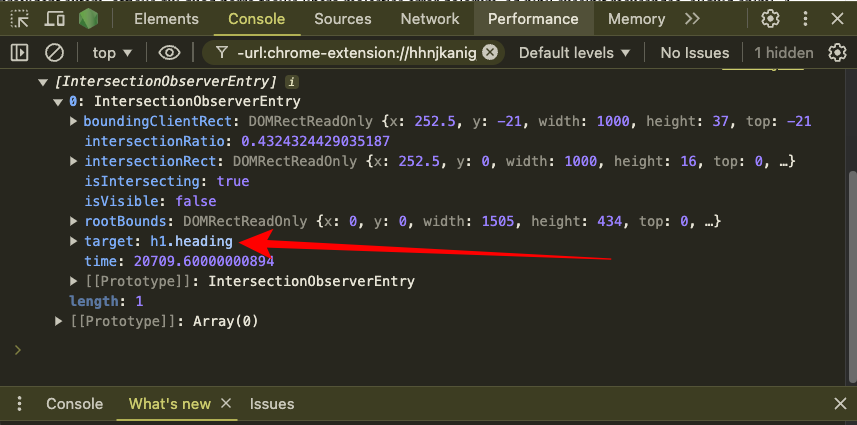 Elements Console Sources Network Performance Memory
top -url:chrome-extension://hhnjkanig Default levels No Issues 1 hidden
[IntersectionObserverEntry] i
0: IntersectionObserverEntry
boundingClientRect: DOMRectReadOnly {x: 252.5, y: -21, width: 1000, height: 37, top: -21
intersectionRatio: 0.4324324429035187
intersectionRect: DOMRectReadOnly {x: 252.5, y: 0, width: 1000, height: 16, top: 0, …}
isIntersecting: true
isVisible: false
rootBounds: DOMRectReadOnly {x: 0, y: 0, width: 1505, height: 434, top: 0, …}
target: h1.heading
time: 20709.60000000894
[[Prototype]]: IntersectionObserverEntry
length: 1
[[Prototype]]: Array(0)
Console What's new Issues